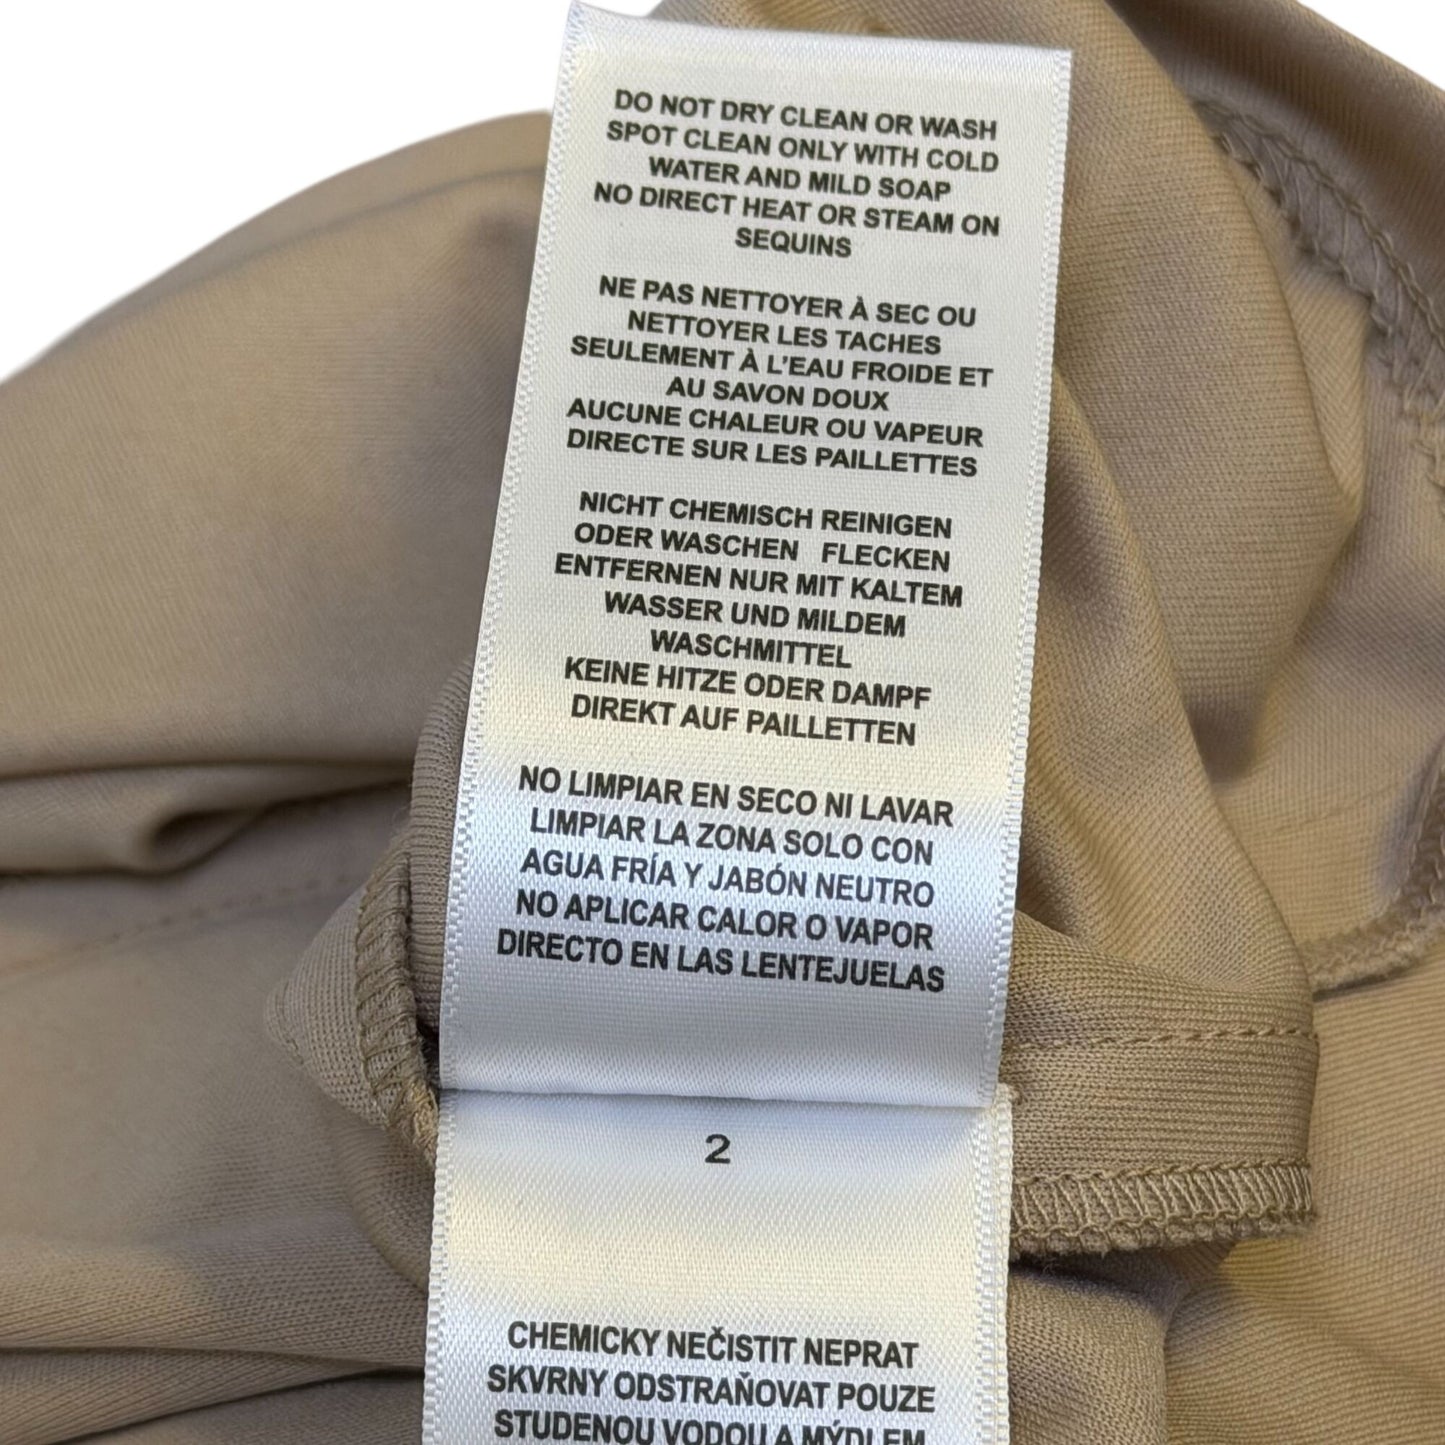 DO NOT DRY CLEAN OR WASH
SPOT CLEAN ONLY WITH COLD
WATER AND MILD SOAP
NO DIRECT HEAT OR STEAM ON
SEQUINS
NE PAS NETTOYER À SEC OU
NETTOYER LES TACHES
SEULEMENT À L'EAU FROIDE ET
AU SAVON DOUX
AUCUNE CHALEUR OU VAPEUR
DIRECTE SUR LES PAILLETTES
NICHT CHEMISCH REINIGEN
ODER WASCHEN FLECKEN
ENTFERNEN NUR MIT KALTEM
WASSER UND MILDEM
WASCHMITTEL
KEINE HITZE ODER DAMPF
DIREKT AUF PAILLETTEN
NO LIMPIAR EN SECO NI LAVAR
LIMPIAR LA ZONA SOLO CON
AGUA FRÍA Y JABÓN NEUTRO
NO APLICAR CALOR O VAPOR
DIRECTO EN LAS LENTEJUELAS
2
CHEMICKY NEČISTIT NEPRAT
SKVRNY ODSTRAŇOVAT POUZE
STUDENOU VODOU A MÝDLEM